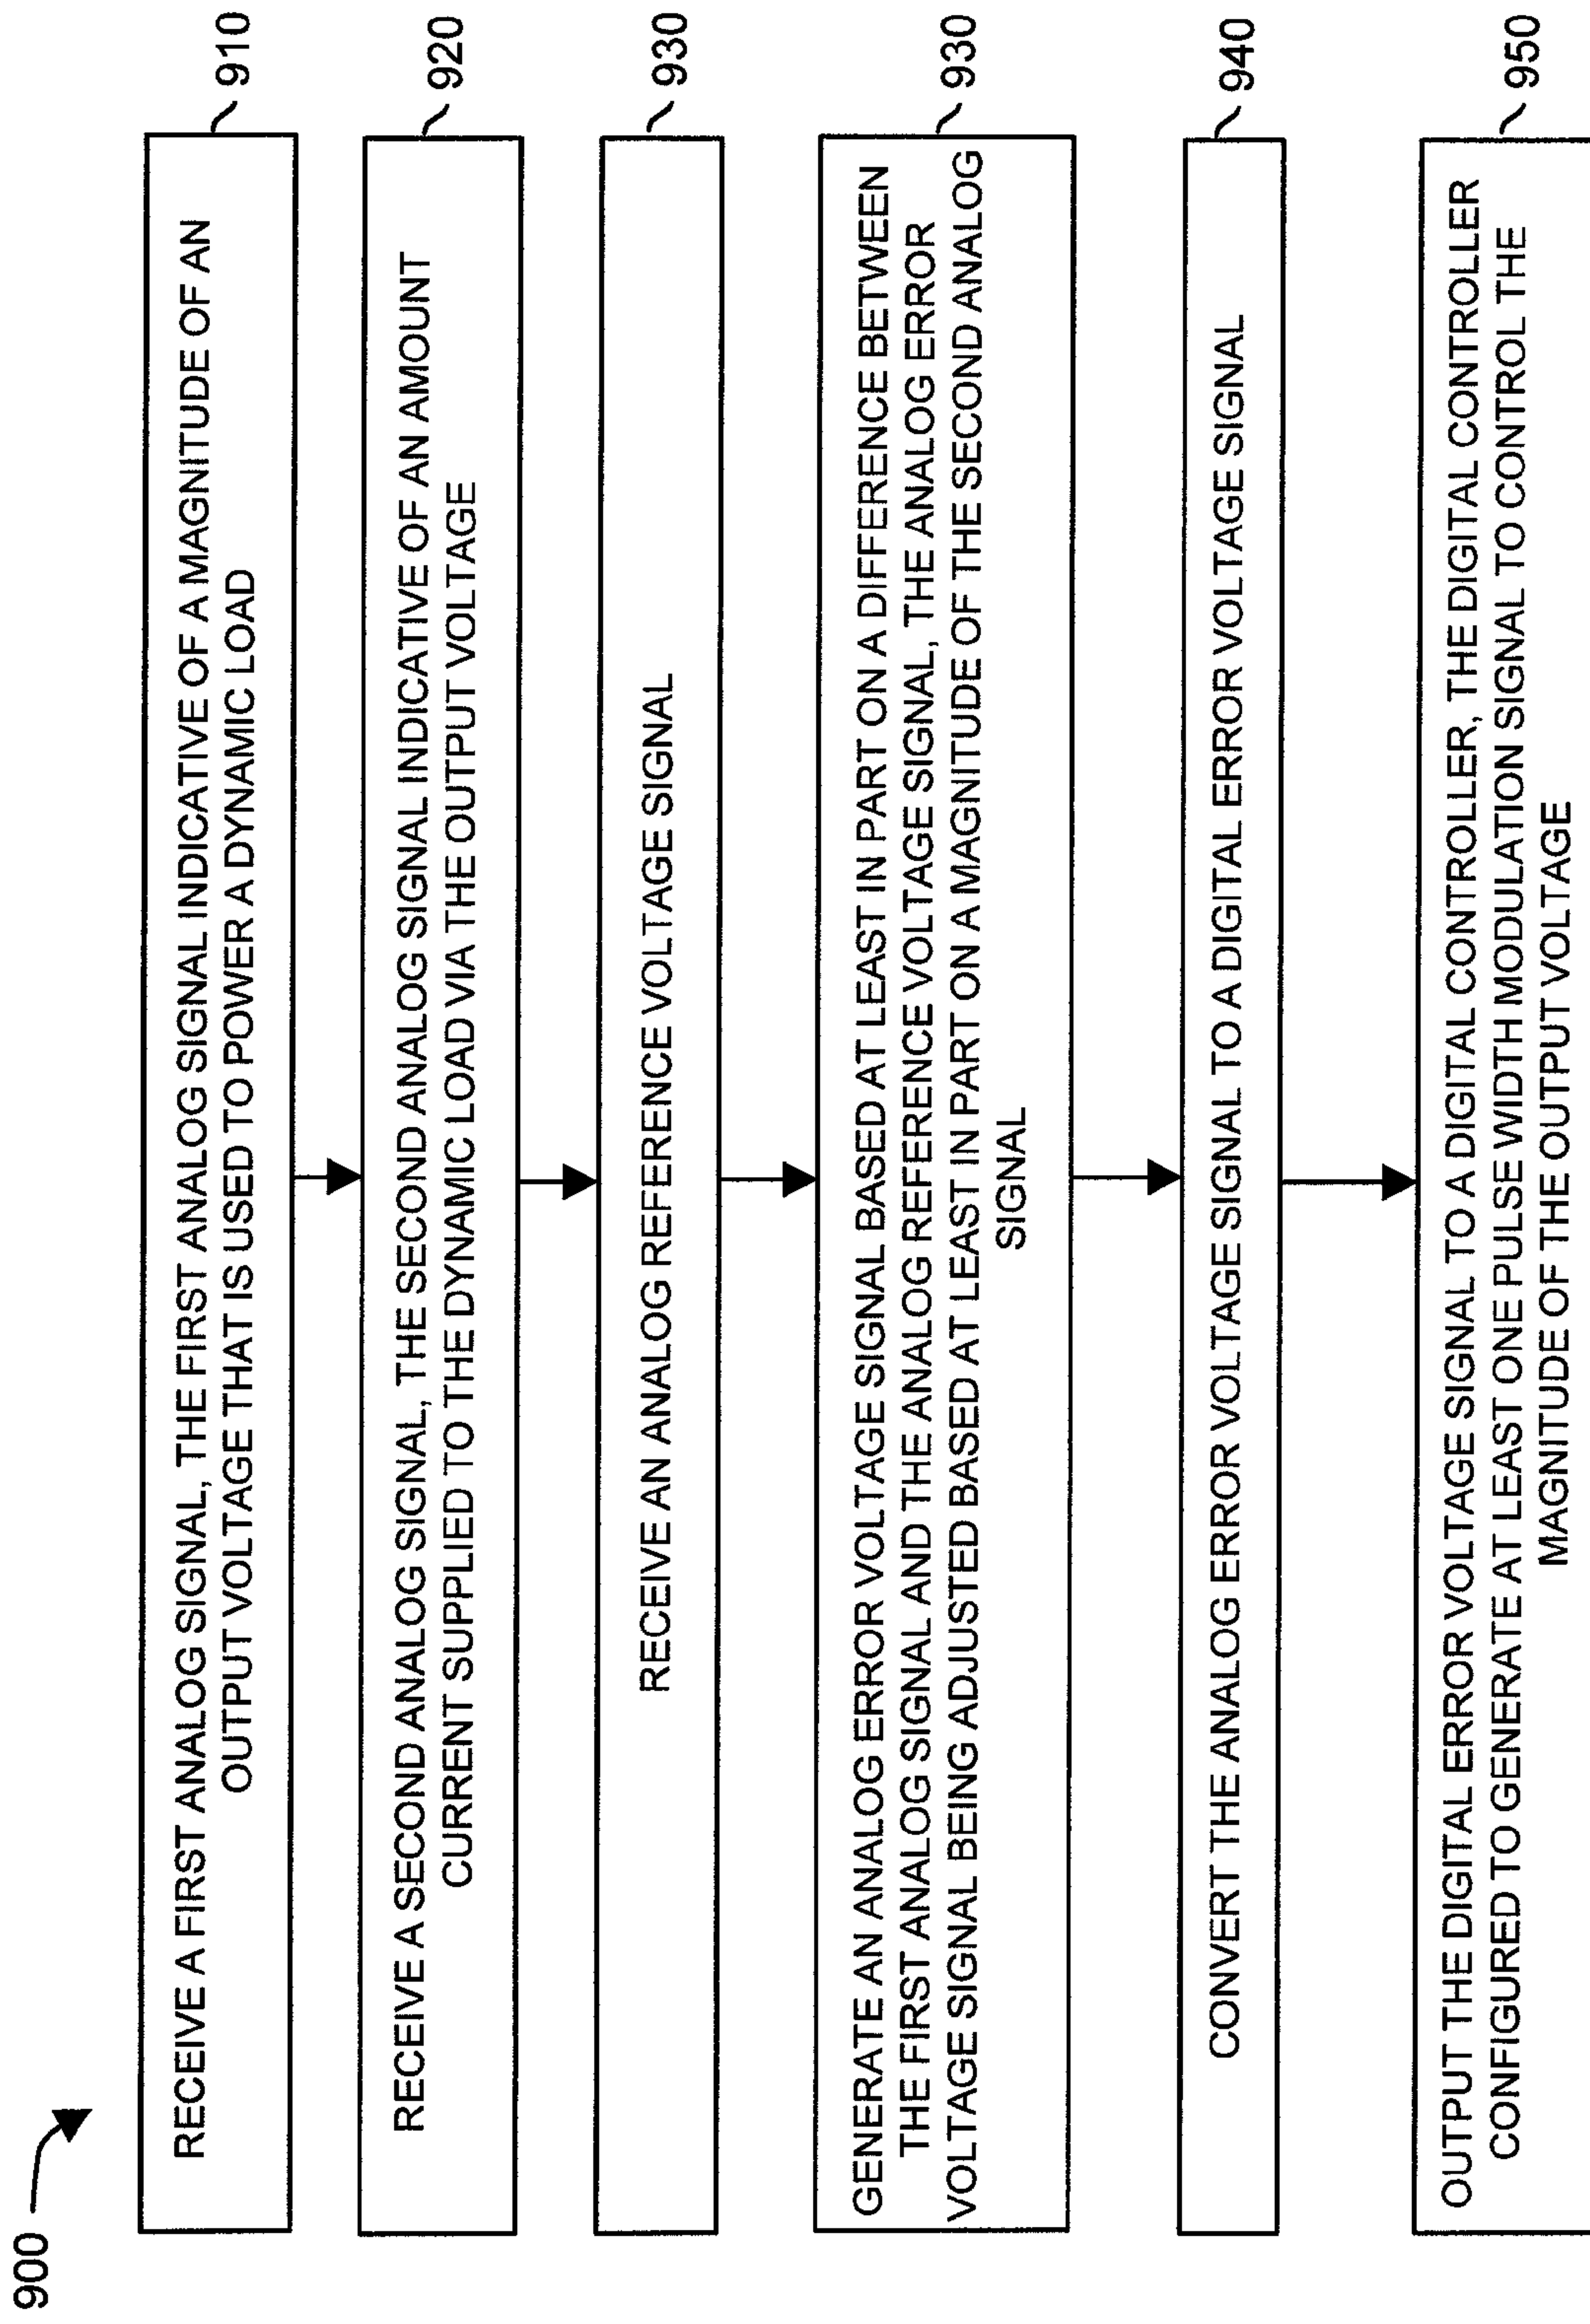 900
RECEIVE A FIRST ANALOG SIGNAL, THE FIRST ANALOG SIGNAL INDICATIVE OF A MAGNITUDE OF AN
OUTPUT VOLTAGE THAT IS USED TO POWER A DYNAMIC LOAD
910
RECEIVE A SECOND ANALOG SIGNAL, THE SECOND ANALOG SIGNAL INDICATIVE OF AN AMOUNT
CURRENT SUPPLIED TO THE DYNAMIC LOAD VIA THE OUTPUT VOLTAGE
920
RECEIVE AN ANALOG REFERENCE VOLTAGE SIGNAL
930
GENERATE AN ANALOG ERROR VOLTAGE SIGNAL BASED AT LEAST IN PART ON A DIFFERENCE BETWEEN
THE FIRST ANALOG SIGNAL AND THE ANALOG REFERENCE VOLTAGE SIGNAL, THE ANALOG ERROR
VOLTAGE SIGNAL BEING ADJUSTED BASED AT LEAST IN PART ON A MAGNITUDE OF THE SECOND ANALOG
SIGNAL
930
CONVERT THE ANALOG ERROR VOLTAGE SIGNAL TO A DIGITAL ERROR VOLTAGE SIGNAL
940
OUTPUT THE DIGITAL ERROR VOLTAGE SIGNAL TO A DIGITAL CONTROLLER, THE DIGITAL CONTROLLER
CONFIGURED TO GENERATE AT LEAST ONE PULSE WIDTH MODULATION SIGNAL TO CONTROL THE
MAGNITUDE OF THE OUTPUT VOLTAGE
950